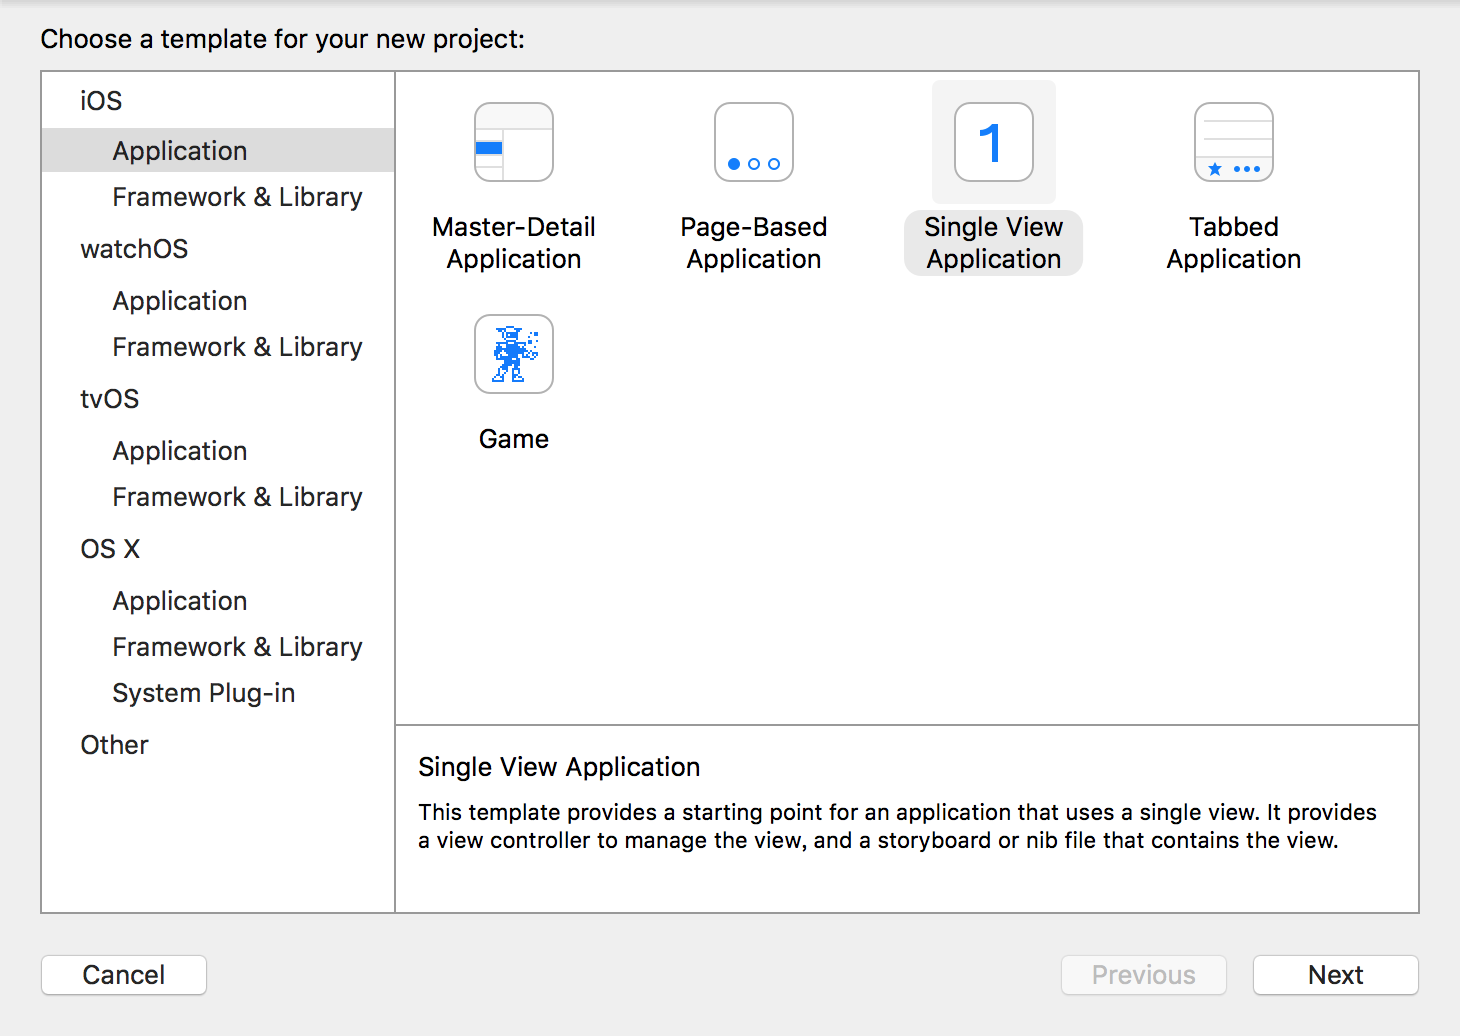 Choose a template for your new project:
iOS
Application
Framework & Library
watchOS
Application
Framework & Library
tvOS
Application
Framework & Library
OS X
Application
Framework & Library
System Plug-in
Other
Master-Detail
Application
Page-Based
Application
1
Single View
Application
Tabbed
Application
Game
Single View Application
This template provides a starting point for an application that uses a single view. It provides
a view controller to manage the view, and a storyboard or nib file that contains the view.
Cancel
Previous
Next